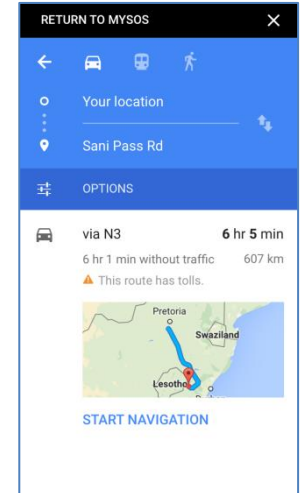 RETURN TO MYSOS
Your location
Sani Pass Rd
OPTIONS
via N3 6 hr 5 min
6 hr 1 min without traffic 607 km
This route has tolls.
Pretoria
Swaziland
Lesotho
START NAVIGATION